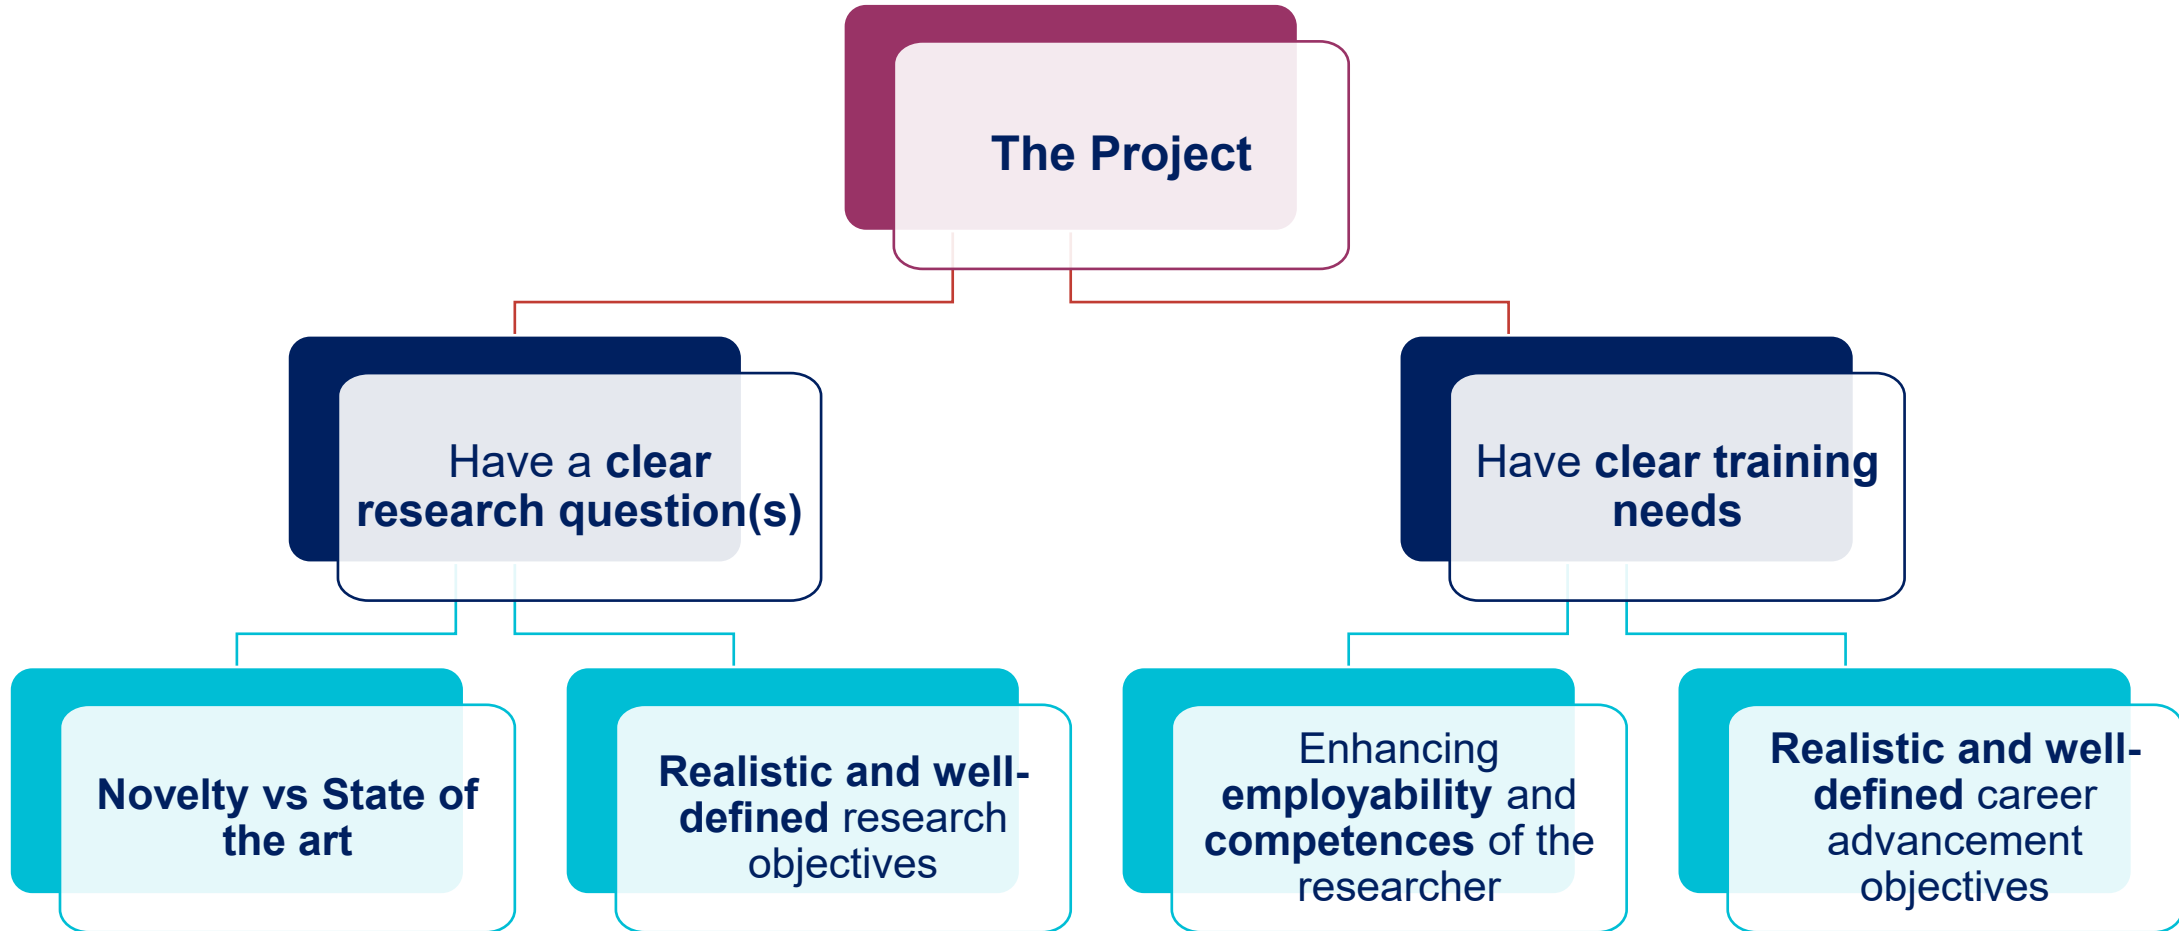 The Project
Have a clear
research question(s)
Have clear training
needs
Novelty vs State of
the art
Realistic and well-
defined research
objectives
Enhancing
employability and
competences of the
researcher
Realistic and well-
defined career
advancement
objectives